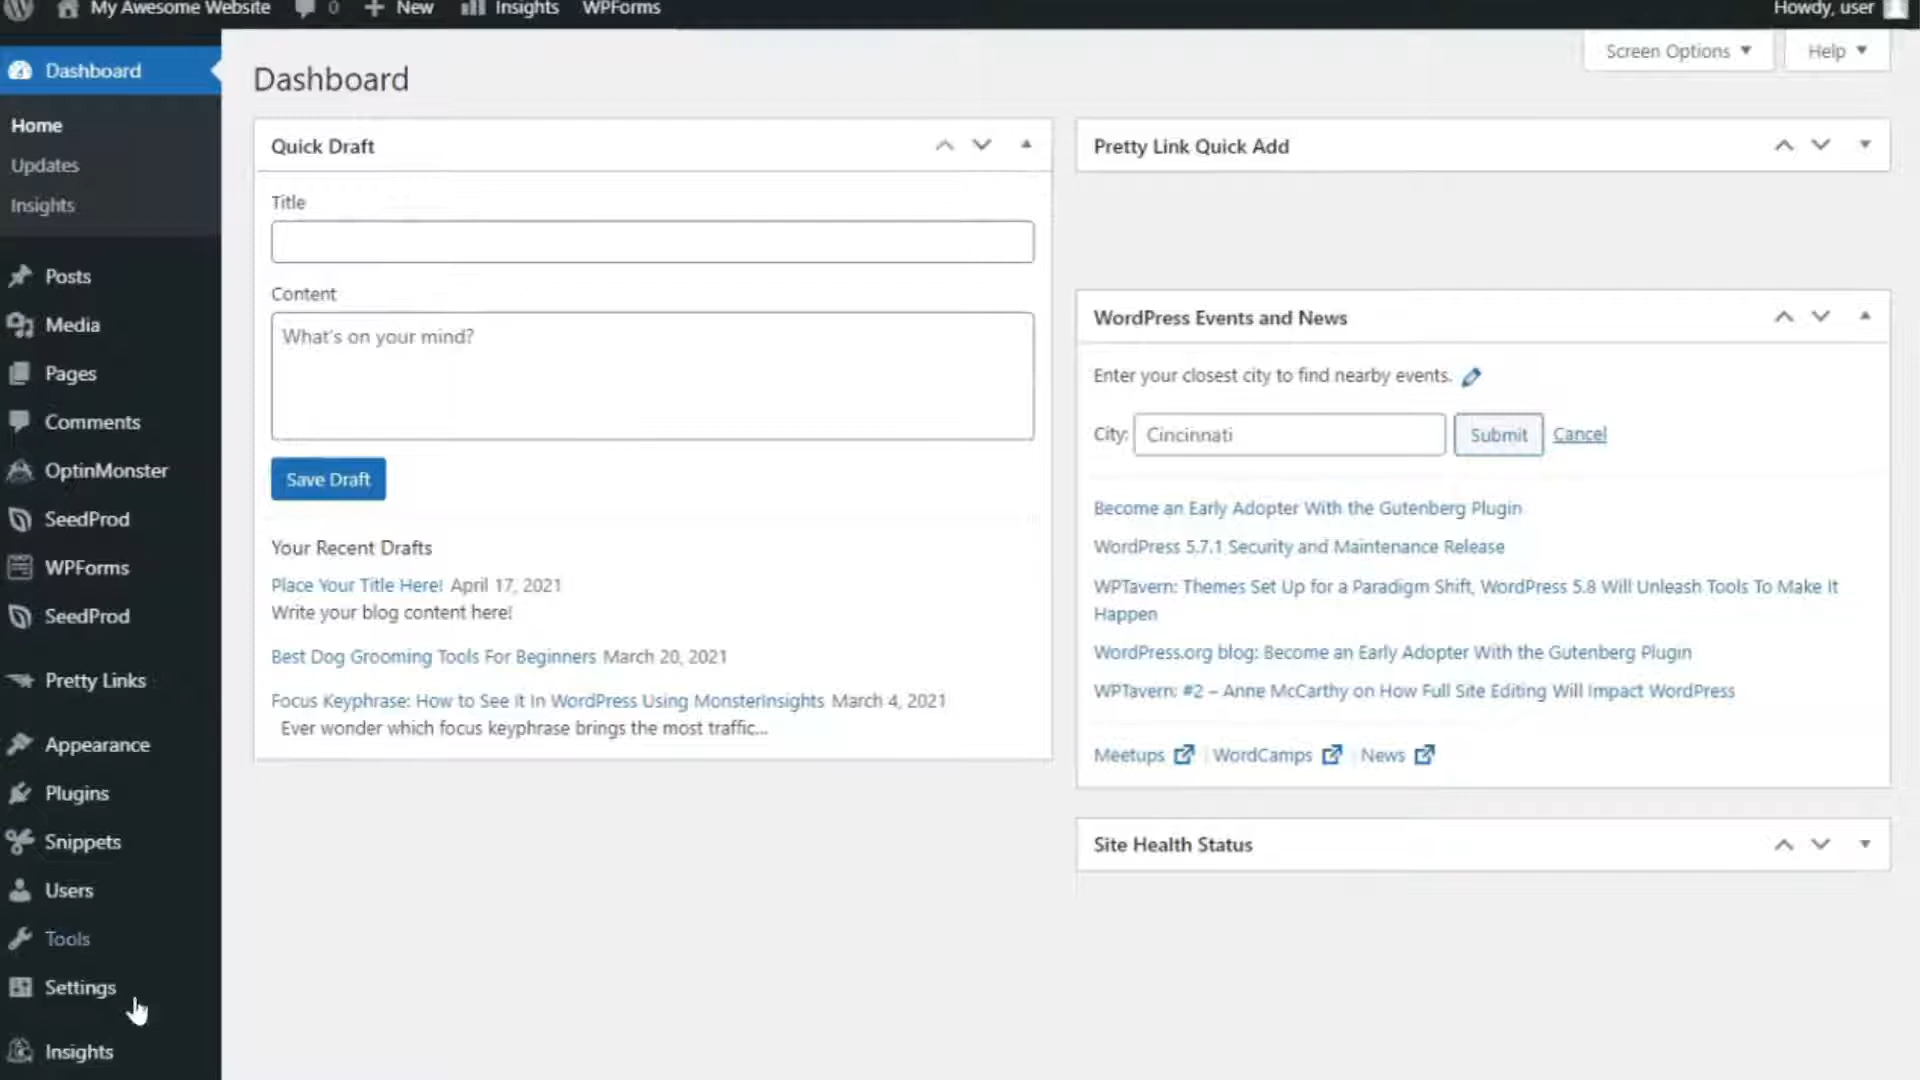 My Awesome Website 0 New Insights WPForms Howdy, user
Screen Options Help
Dashboard
Home
Updates
Insights
Posts
Media
Pages
Comments
OptinMonster
SeedProd
WPForms
SeedProd
Pretty Links
Appearance
Plugins
Snippets
Users
Tools
Settings
Insights
Dashboard
Quick Draft
Title
Content
What's on your mind?
Save Draft
Your Recent Drafts
Place Your Title Here! April 17, 2021
Write your blog content here!
Best Dog Grooming Tools For Beginners March 20, 2021
Focus Keyphrase: How to See It In WordPress Using MonsterInsights March 4, 2021
Ever wonder which focus keyphrase brings the most traffic...
Pretty Link Quick Add
WordPress Events and News
Enter your closest city to find nearby events.
City: Cincinnati Submit Cancel
Become an Early Adopter With the Gutenberg Plugin
WordPress 5.7.1 Security and Maintenance Release
WPTavern: Themes Set Up for a Paradigm Shift, WordPress 5.8 Will Unleash Tools To Make It
Happen
WordPress.org blog: Become an Early Adopter With the Gutenberg Plugin
WPTavern: #2 – Anne McCarthy on How Full Site Editing Will Impact WordPress
Meetups | WordCamps | News
Site Health Status